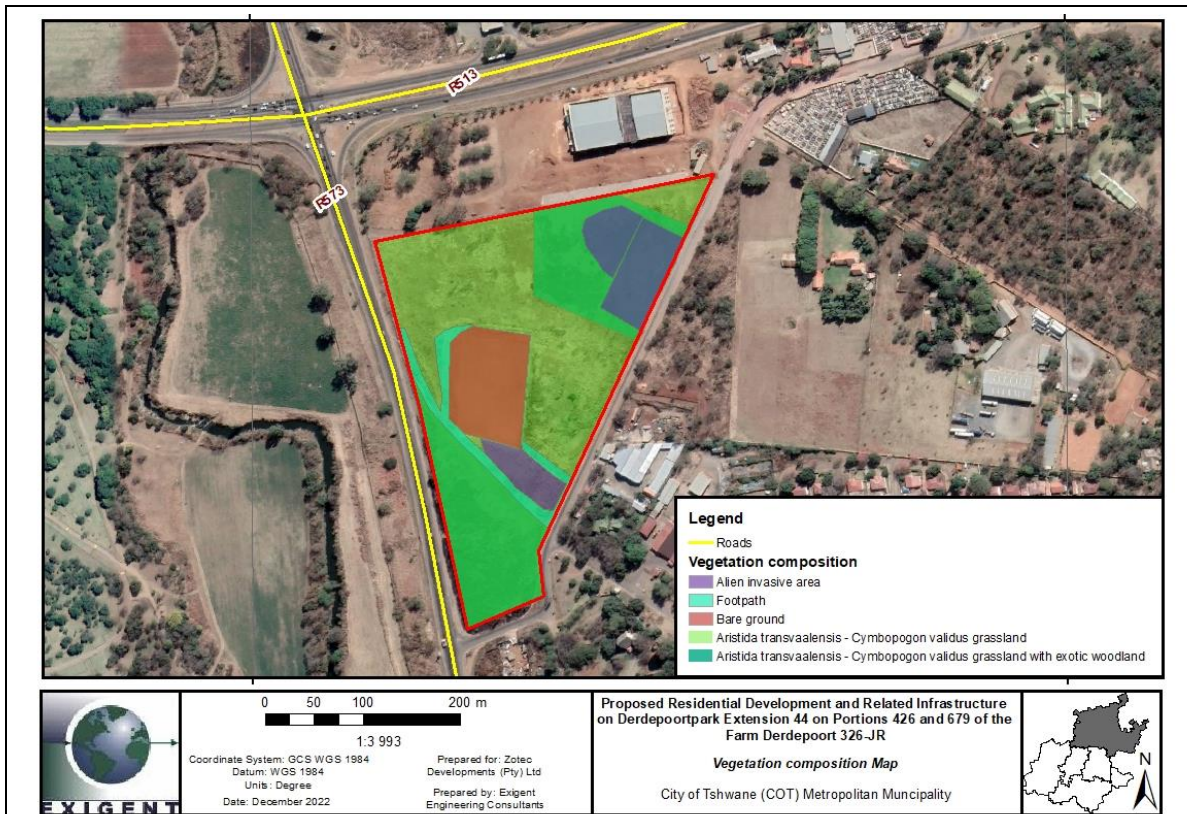 R513
R573
Legend
Roads
Vegetation composition
Alien invasive area
Footpath
Bare ground
Aristida transvaalensis - Cymbopogon validus grassland
Aristida transvaalensis - Cymbopogon validus grassland with exotic woodland
EXIGENT
0 50 100 200 m
1:3 993
Coordinate System: GCS WGS 1984
Datum: WGS 1984
Units: Degree
Date: December 2022
Prepared for: Zotec
Developments (Pty) Ltd
Prepared by: Exigent
Engineering Consultants
Proposed Residential Development and Related Infrastructure
on Derdepoortpark Extension 44 on Portions 426 and 679 of the
Farm Derdepoort 326-JR
Vegetation composition Map
City of Tshwane (COT) Metropolitan Muncipality
N